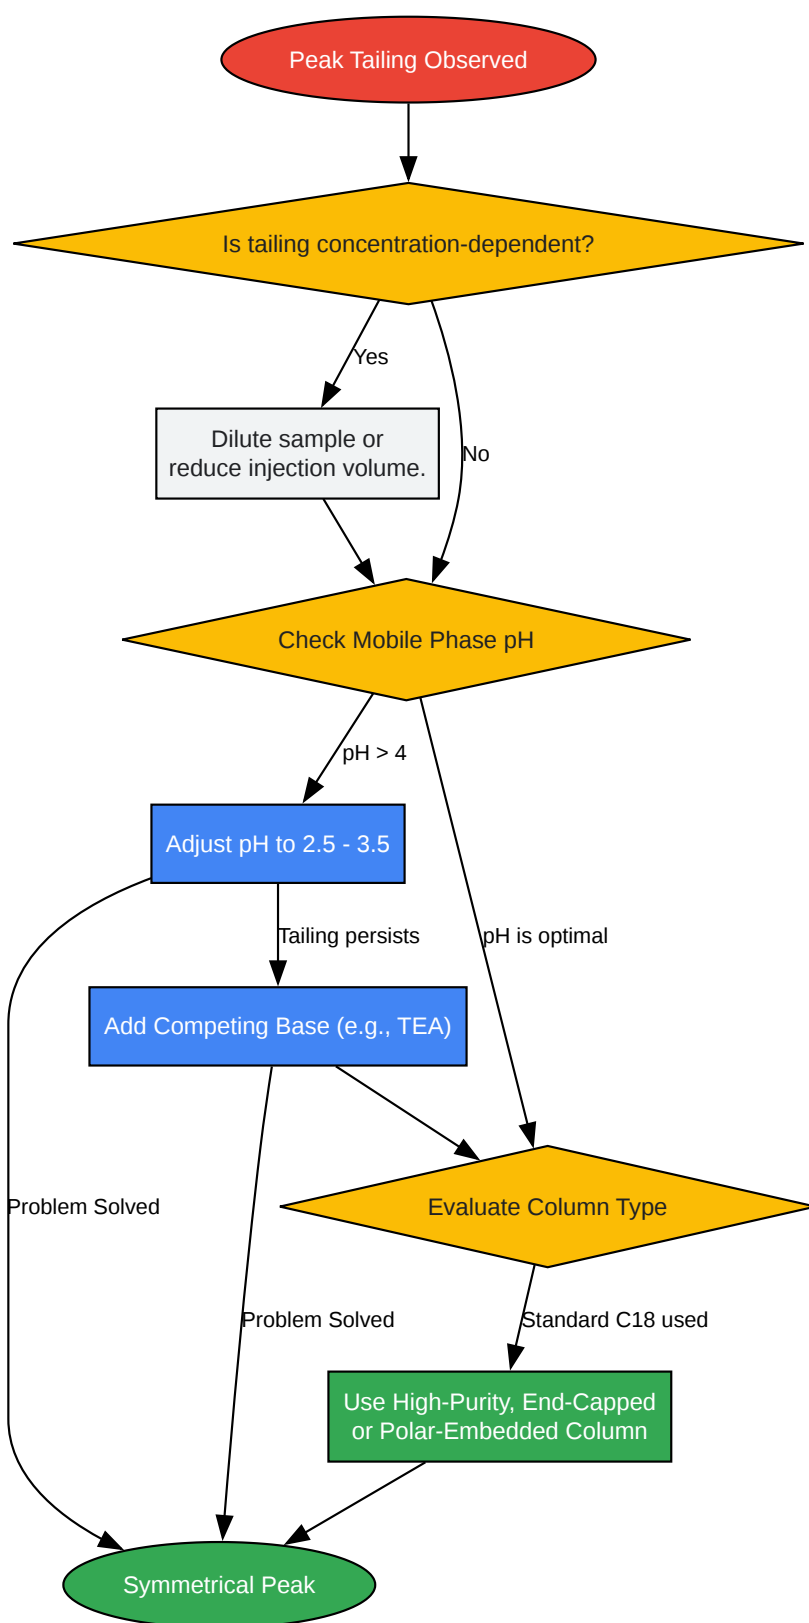 Peak Tailing Observed
Is tailing concentration-dependent?
Yes
Dilute sample or
reduce injection volume.
No
Check Mobile Phase pH
pH > 4
Adjust pH to 2.5 - 3.5
Tailing persists
pH is optimal
Add Competing Base (e.g., TEA)
Problem Solved
Evaluate Column Type
Problem Solved
Standard C18 used
Use High-Purity, End-Capped
or Polar-Embedded Column
Symmetrical Peak